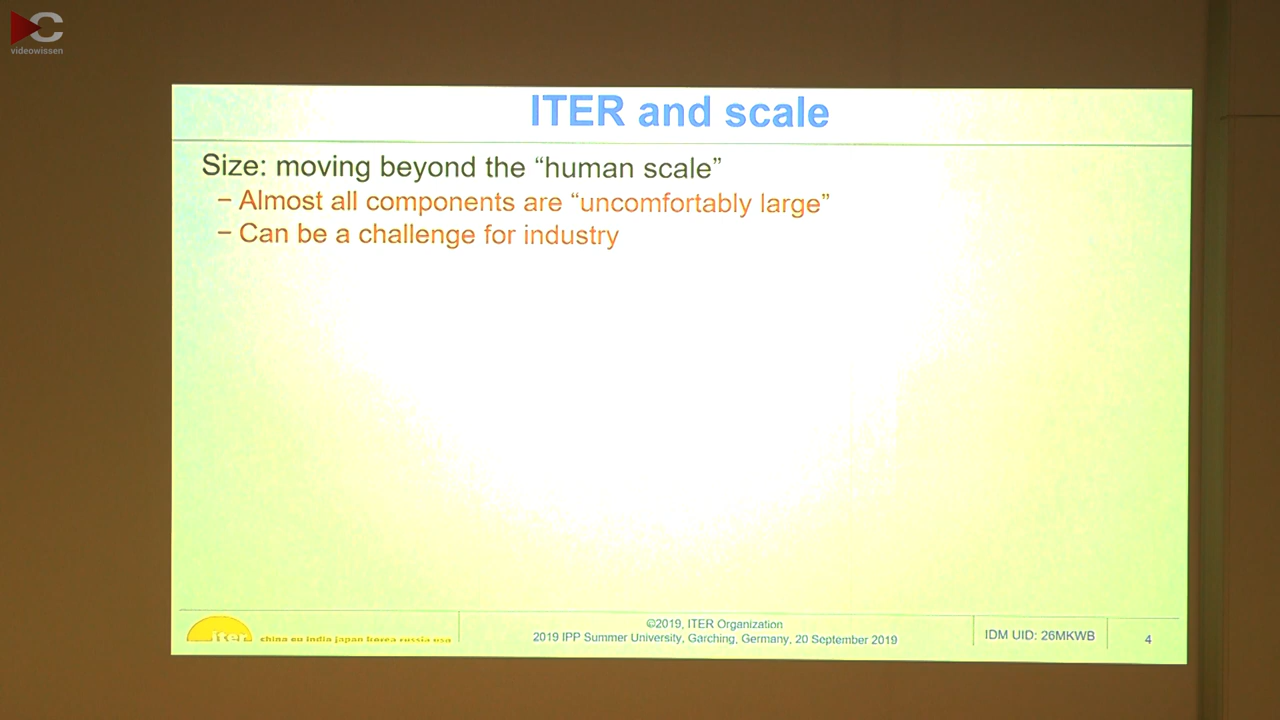 videowissen
ITER and scale
Size: moving beyond the “human scale”
– Almost all components are “uncomfortably large”
– Can be a challenge for industry
iter
china eu india japan korea russia usa
©2019, ITER Organization
2019 IPP Summer University, Garching, Germany, 20 September 2019
IDM UID: 26MKWB
4